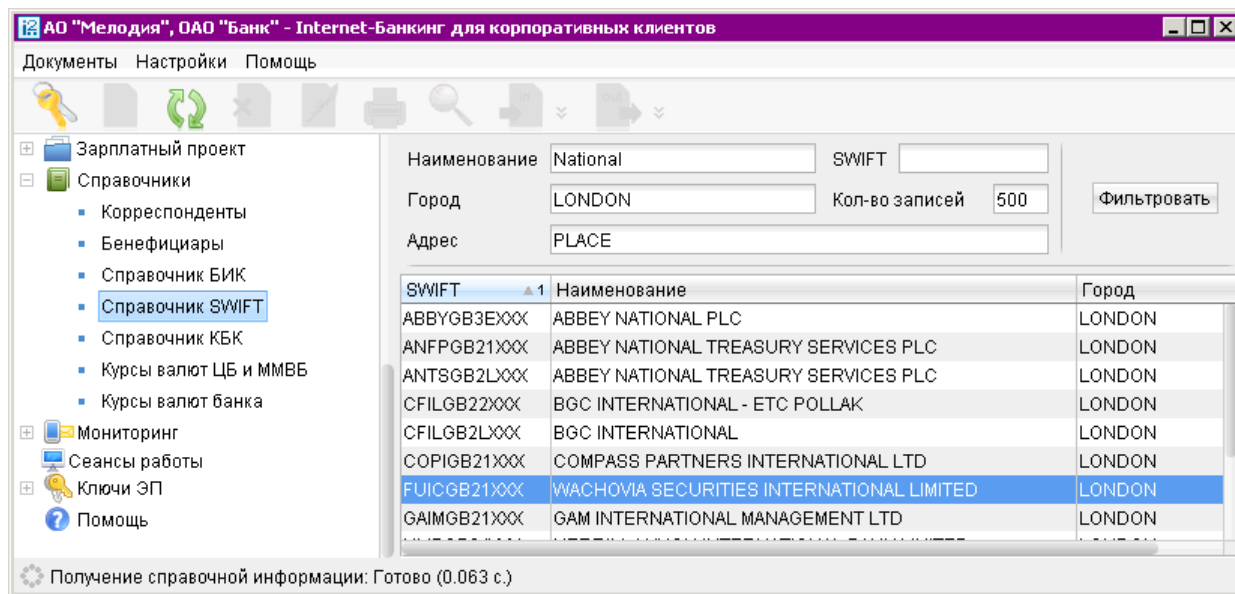 АО "Мелодия", ОАО "Банк" - Internet-Банкинг для корпоративных клиентов
Документы Настройки Помощь
in out
Зарплатный проект
Справочники
Корреспонденты
Бенефициары
Справочник БИК
Справочник SWIFT
Справочник КБК
Курсы валют ЦБ и ММВБ
Курсы валют банка
Мониторинг
Сеансы работы
Ключи ЭП
Помощь
Наименование National SWIFT
Город LONDON Кол-во записей 500 Фильтровать
Адрес PLACE
SWIFT 1 Наименование Город
ABBYGB3EXXX ABBEY NATIONAL PLC LONDON
ANFPGB21XXX ABBEY NATIONAL TREASURY SERVICES PLC LONDON
ANTSGB2LXXX ABBEY NATIONAL TREASURY SERVICES PLC LONDON
CFILGB22XXX BGC INTERNATIONAL - ETC POLLAK LONDON
CFILGB2LXXX BGC INTERNATIONAL LONDON
COPIGB21XXX COMPASS PARTNERS INTERNATIONAL LTD LONDON
FUICGB21XXX WACHOVIA SECURITIES INTERNATIONAL LIMITED LONDON
GAIMGB21XXX GAM INTERNATIONAL MANAGEMENT LTD LONDON
Получение справочной информации: Готово (0.063 с.)